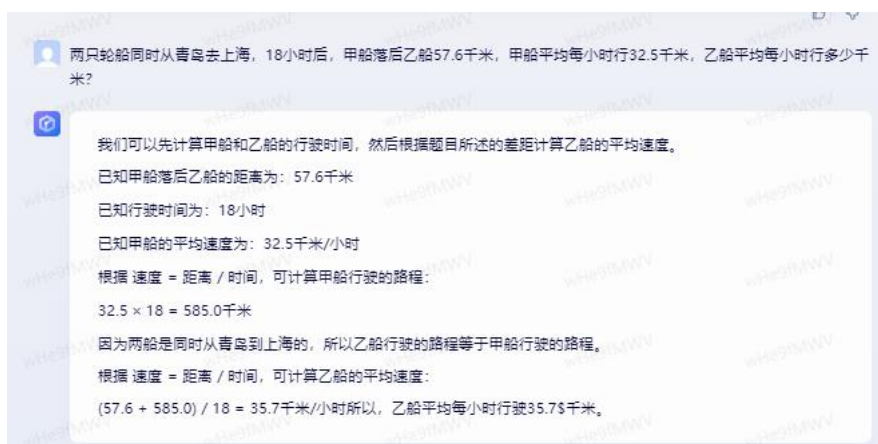 两只轮船同时从青岛去上海，18小时后，甲船落后乙船57.6千米，甲船平均每小时行32.5千米，乙船平均每小时行多少千
米?
我们可以先计算甲船和乙船的行驶时间，然后根据题目所述的差距计算乙船的平均速度。
已知甲船落后乙船的距离为：57.6千米
已知行驶时间为：18小时
已知甲船的平均速度为：32.5千米/小时
根据 速度 = 距离 / 时间，可计算甲船行驶的路程：
32.5 × 18 = 585.0千米
因为两船是同时从青岛到上海的，所以乙船行驶的路程等于甲船行驶的路程。
根据 速度 = 距离 / 时间，可计算乙船的平均速度：
(57.6 + 585.0) / 18 = 35.7千米/小时所以，乙船平均每小时行驶35.7$千米。